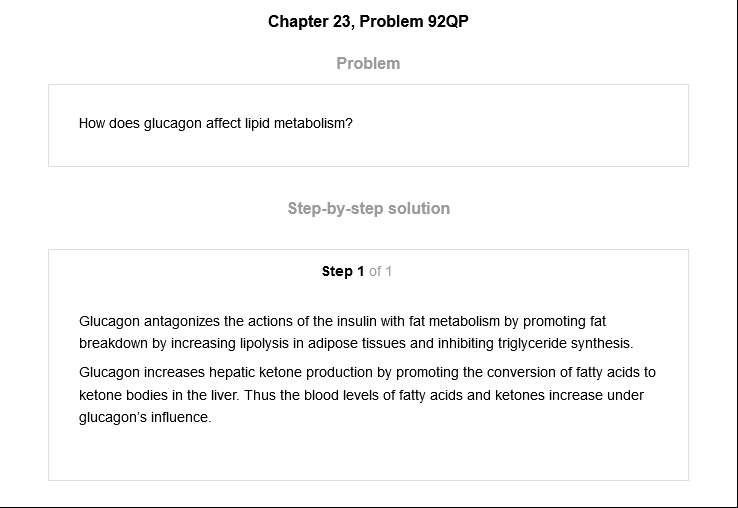 Chapter 23, Problem 92QP
Problem
How does glucagon affect lipid metabolism?
Step-by-step solution
Step 1 of 1
Glucagon antagonizes the actions of the insulin with fat metabolism by promoting fat
breakdown by increasing lipolysis in adipose tissues and inhibiting triglyceride synthesis.
Glucagon increases hepatic ketone production by promoting the conversion of fatty acids to
ketone bodies in the liver. Thus the blood levels of fatty acids and ketones increase under
glucagon’s influence.